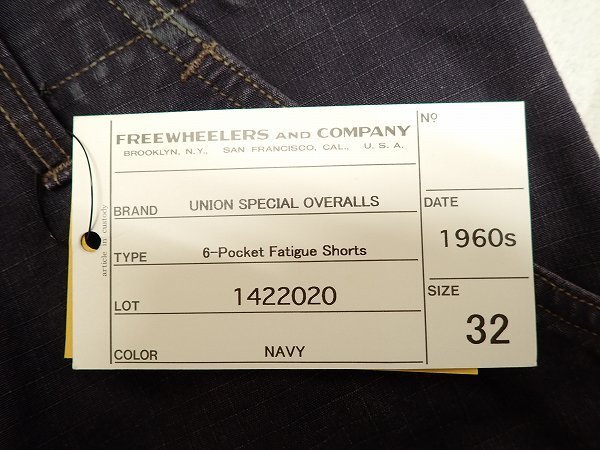 FREEWHEELERS AND COMPANY
BROOKLYN, N.Y., SAN FRANCISCO, CAL., U. S. A.
Nº
BRAND UNION SPECIAL OVERALLS
DATE
1960s
TYPE 6-Pocket Fatigue Shorts
LOT 1422020
SIZE
32
COLOR NAVY
article in custody